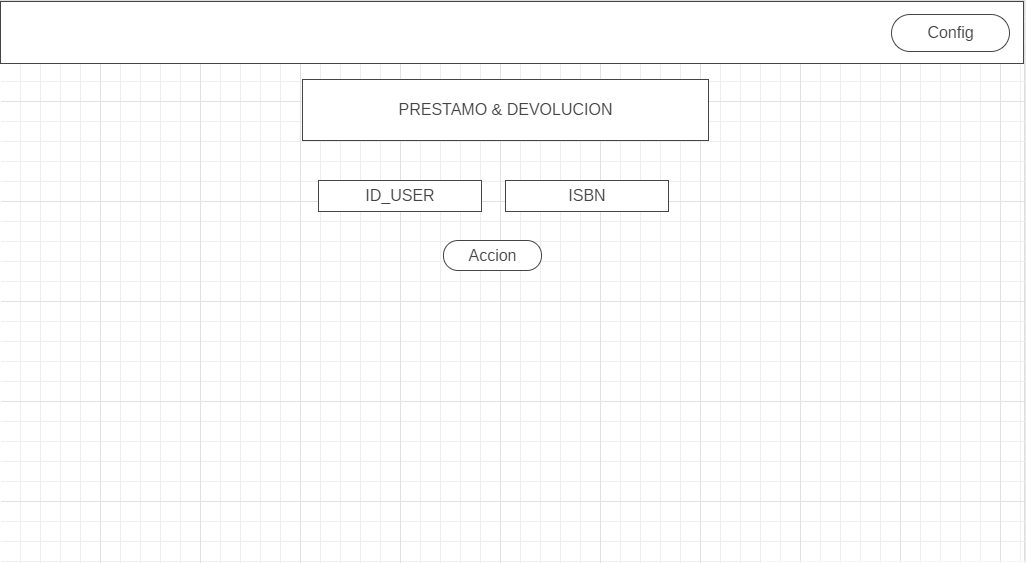 Config
PRESTAMO & DEVOLUCION
ID_USER
ISBN
Accion